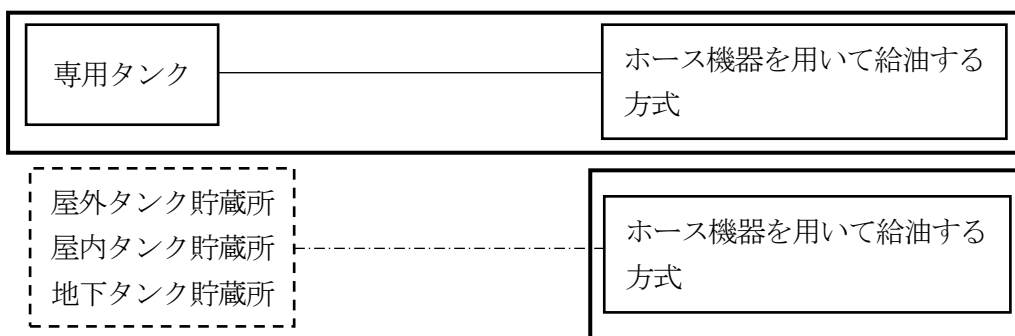 専用タンク
ホース機器を用いて給油する
方式
屋外タンク貯蔵所
屋内タンク貯蔵所
地下タンク貯蔵所
ホース機器を用いて給油する
方式